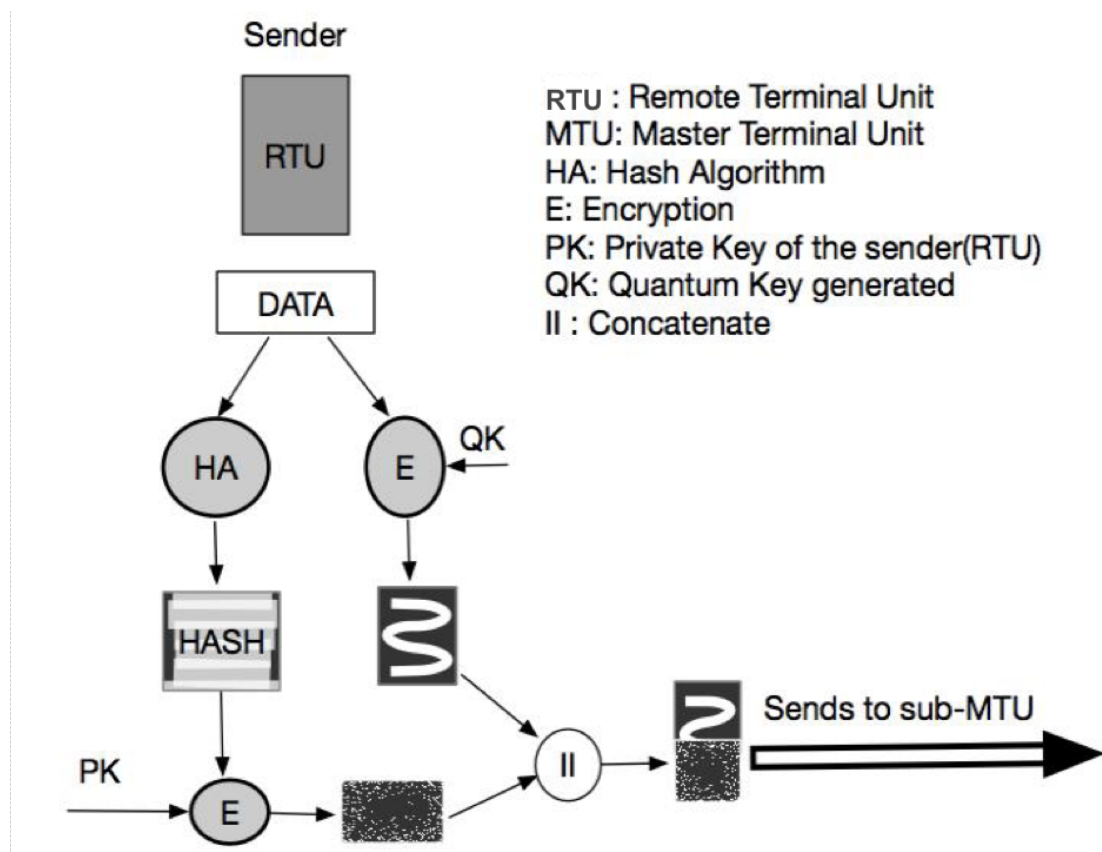 Sender
RTU
RTU : Remote Terminal Unit
MTU: Master Terminal Unit
HA: Hash Algorithm
E: Encryption
PK: Private Key of the sender(RTU)
QK: Quantum Key generated
II : Concatenate
DATA
HA
E
QK
HASH
Sends to sub-MTU
PK
E
II